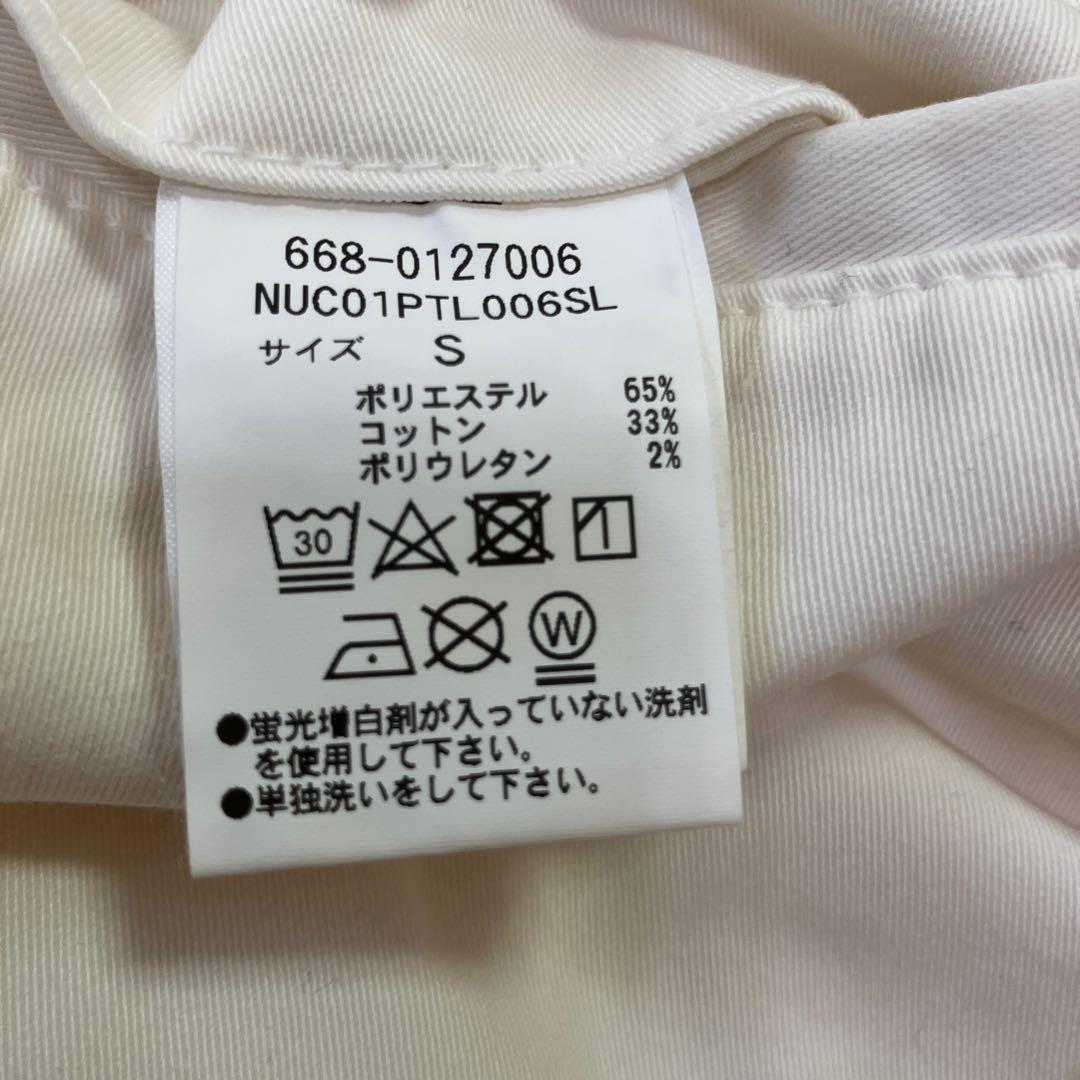 668-0127006
NUC01PTL006SL
サイズ S
ポリエステル 65%
コットン 33%
ポリウレタン 2%
30
W
●蛍光増白剤が入っていない洗剤
を使用して下さい。
●単独洗いをして下さい。